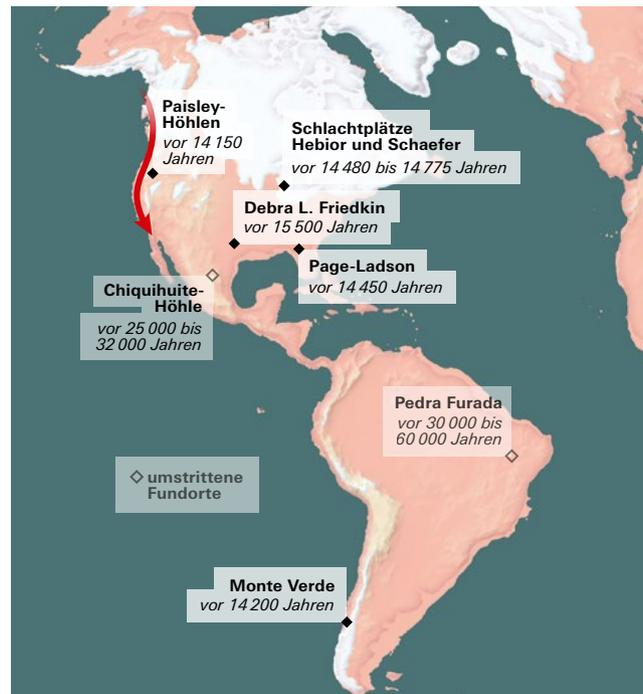 Paisley-
Höhlen
vor 14 150
Jahren
Schlachtplätze
Hebior und Schaefer
vor 14 480 bis 14 775 Jahren
Debra L. Friedkin
vor 15 500 Jahren
Page-Ladson
vor 14 450 Jahren
Chiquihuite-
Höhle
vor 25 000 bis
32 000 Jahren
Pedra Furada
vor 30 000 bis
60 000 Jahren
umstrittene
Fundorte
Monte Verde
vor 14 200 Jahren